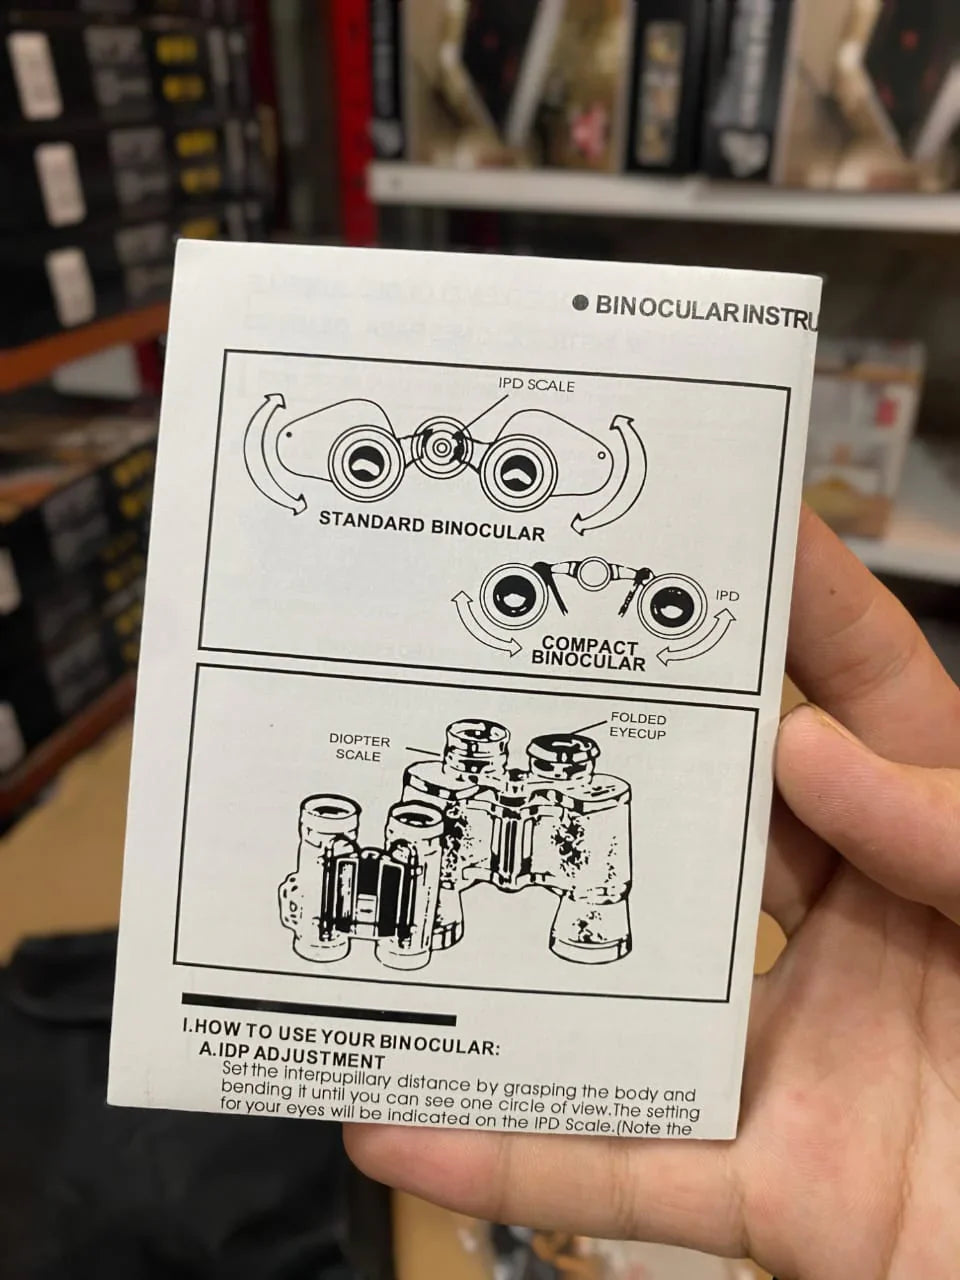 ● BINOCULAR INSTRU
IPD SCALE
STANDARD BINOCULAR
IPD
COMPACT
BINOCULAR
FOLDED
EYECUP
DIOPTER
SCALE
I.HOW TO USE YOUR BINOCULAR:
A.IDP ADJUSTMENT
Set the interpupillary distance by grasping the body and
bending it until you can see one circle of view.The setting
for your eyes will be indicated on the IPD Scale.(Note the